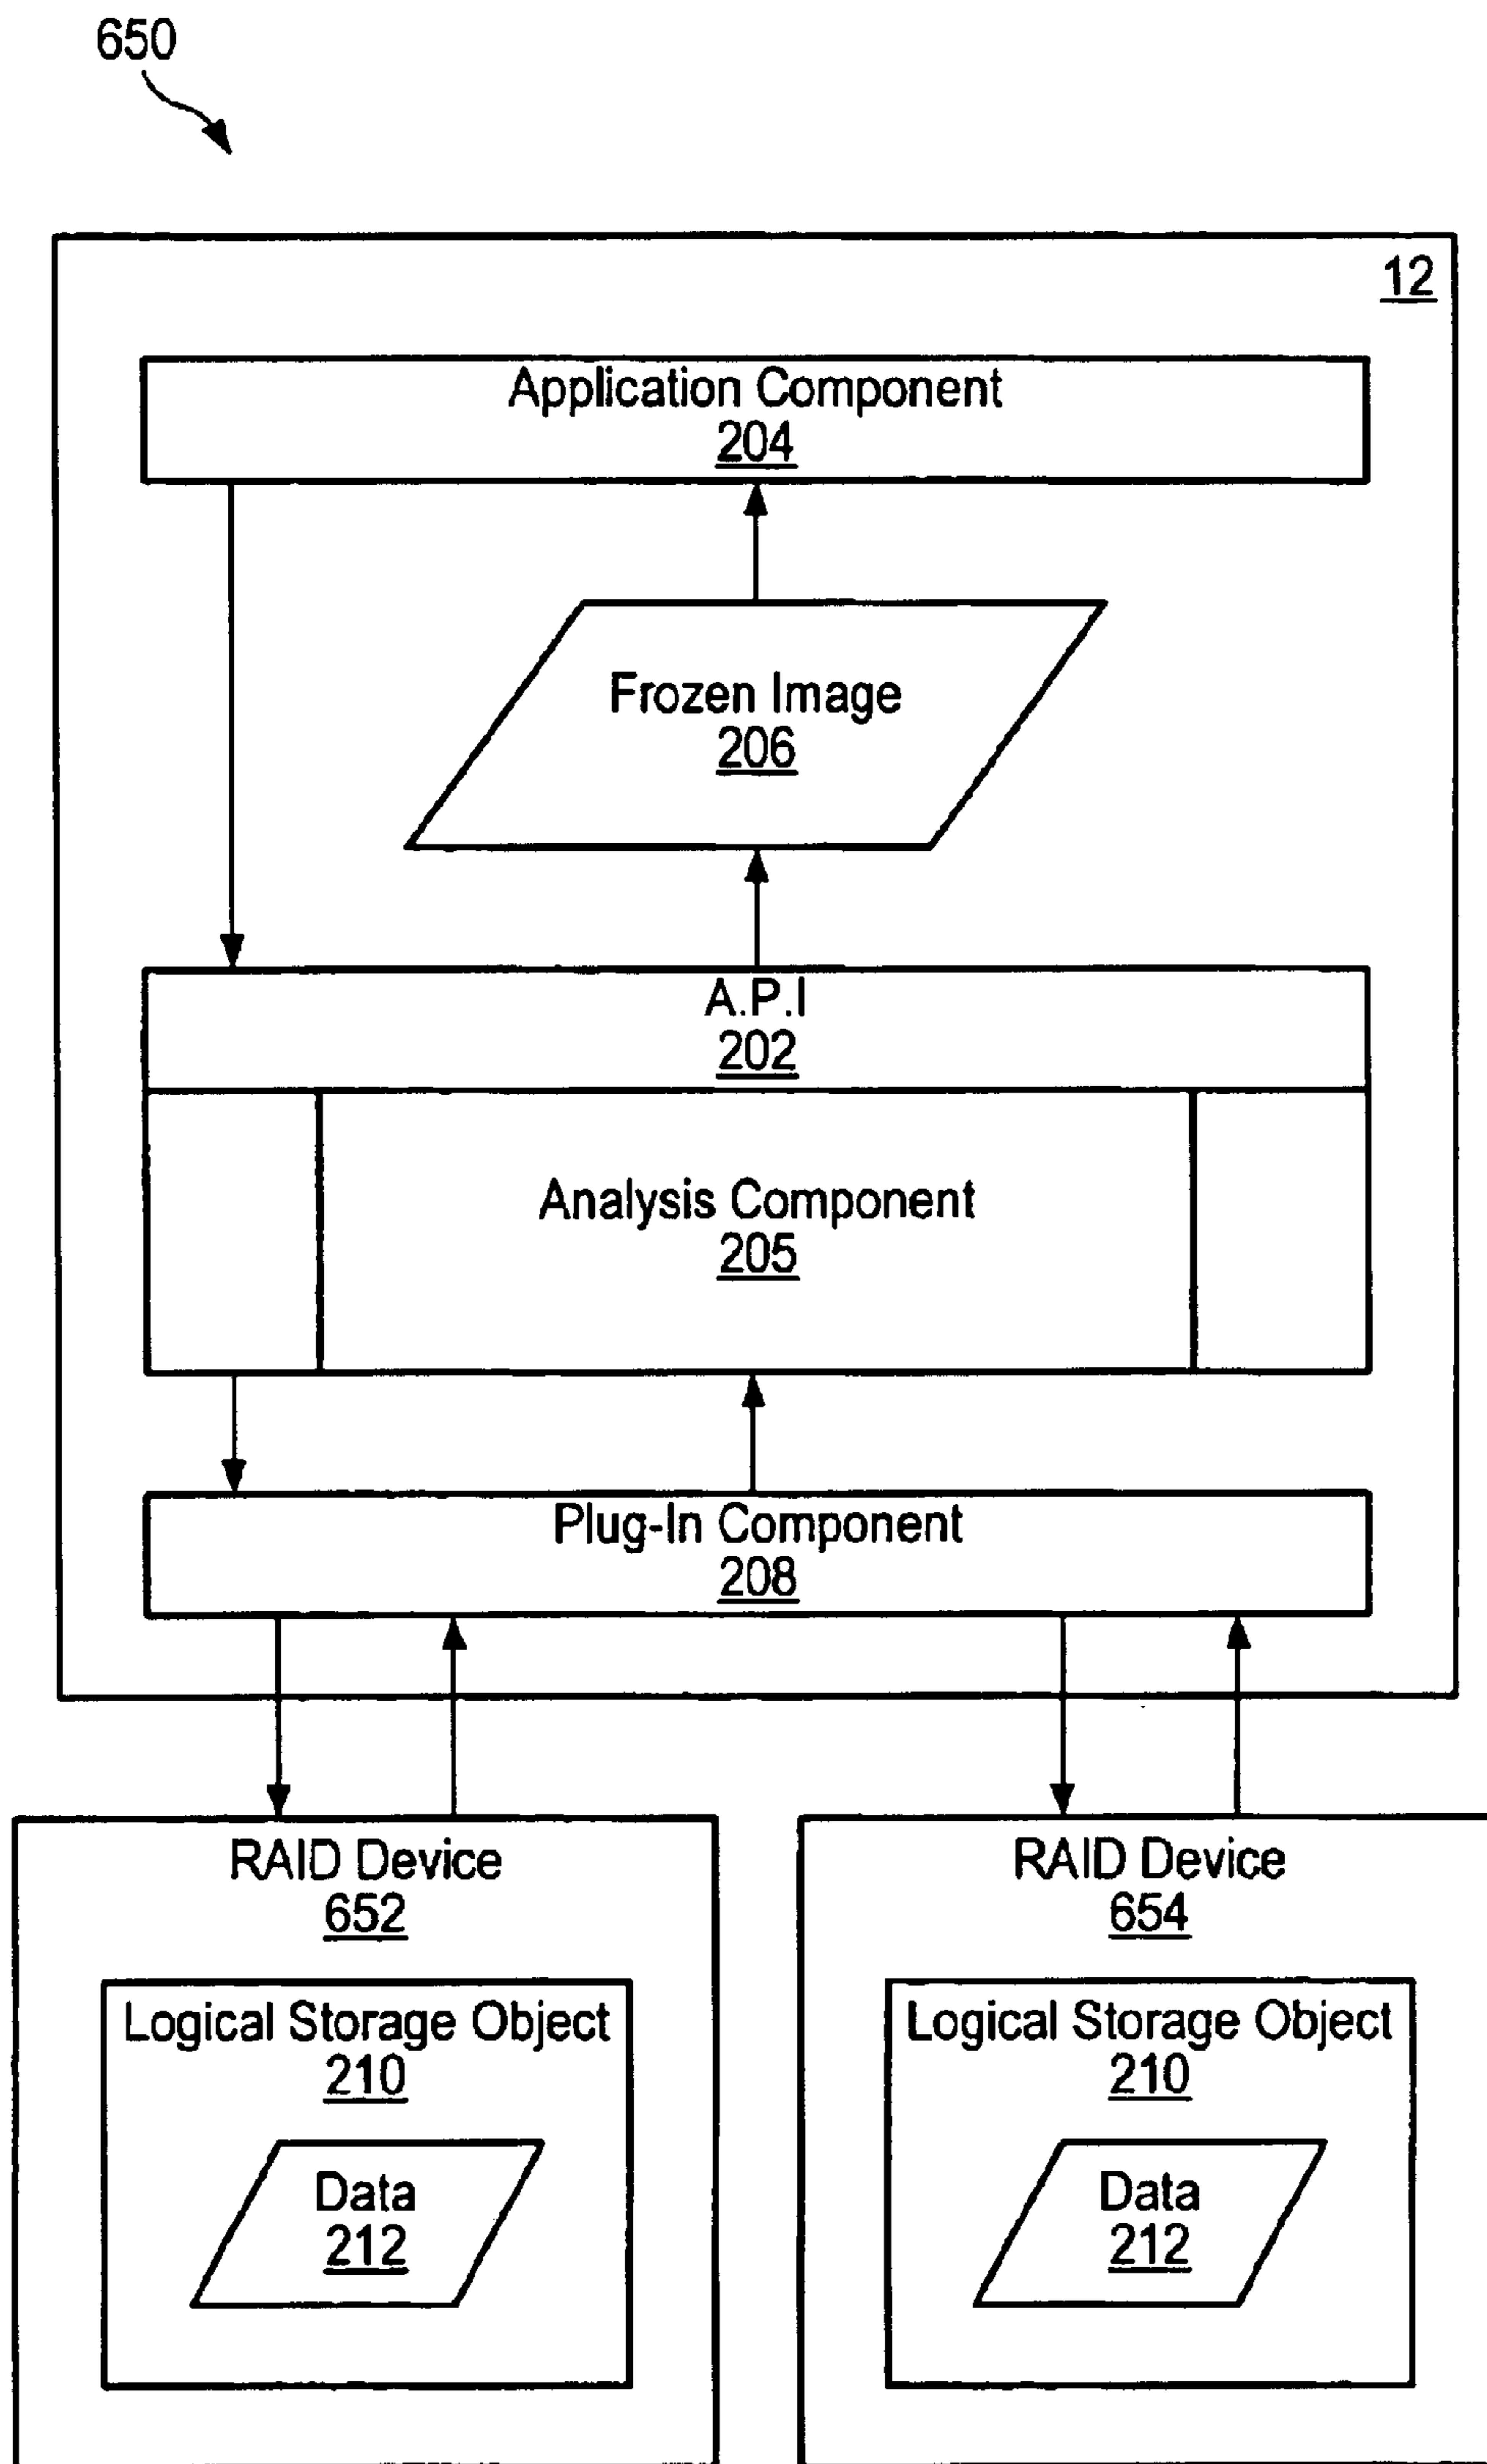 650
12
Application Component
204
Frozen Image
206
A.P.I
202
Analysis Component
205
Plug-In Component
208
RAID Device
652
Logical Storage Object
210
Data
212
RAID Device
654
Logical Storage Object
210
Data
212